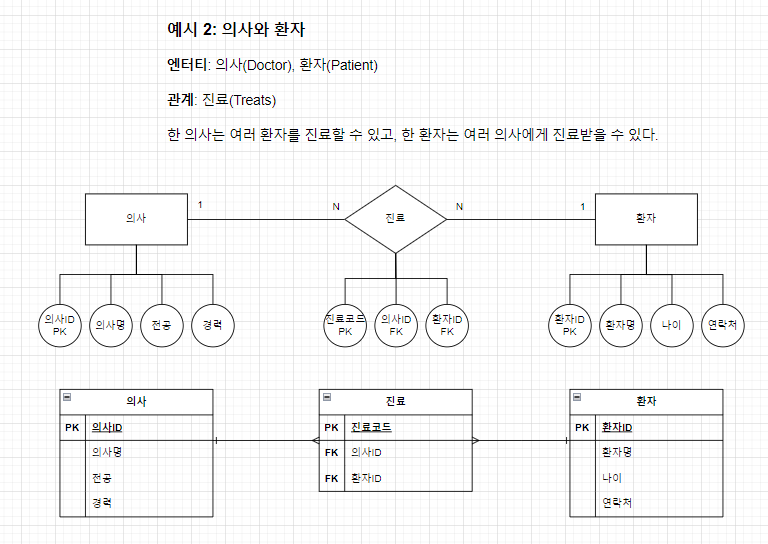 예시 2: 의사와 환자
엔터티: 의사(Doctor), 환자(Patient)
관계: 진료(Treats)
한 의사는 여러 환자를 진료할 수 있고, 한 환자는 여러 의사에게 진료받을 수 있다.
의사 1 N 진료 N 1 환자
의사ID PK
의사명
전공
경력
진료코드 PK
의사ID FK
환자ID FK
환자ID PK
환자명
나이
연락처
의사
PK 의사ID
의사명
전공
경력
진료
PK 진료코드
FK 의사ID
FK 환자ID
환자
PK 환자ID
환자명
나이
연락처